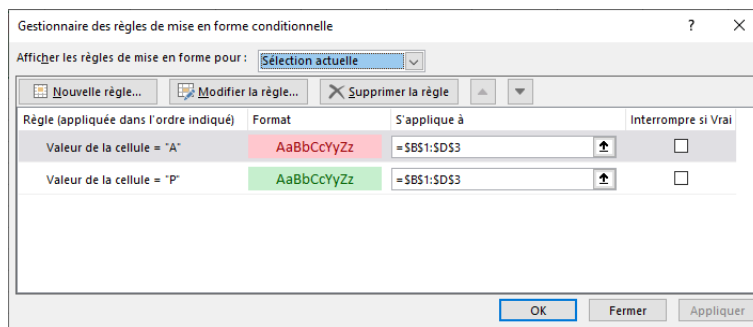 Gestionnaire des règles de mise en forme conditionnelle ? ×
Afficher les règles de mise en forme pour : Sélection actuelle
Nouvelle règle... Modifier la règle... Supprimer la règle
Règle (appliquée dans l'ordre indiqué) Format S'applique à Interrompre si Vrai
Valeur de la cellule = "A" AaBbCcYyZz =$B$1:$D$3
Valeur de la cellule = "P" AaBbCcYyZz =$B$1:$D$3
OK Fermer Appliquer